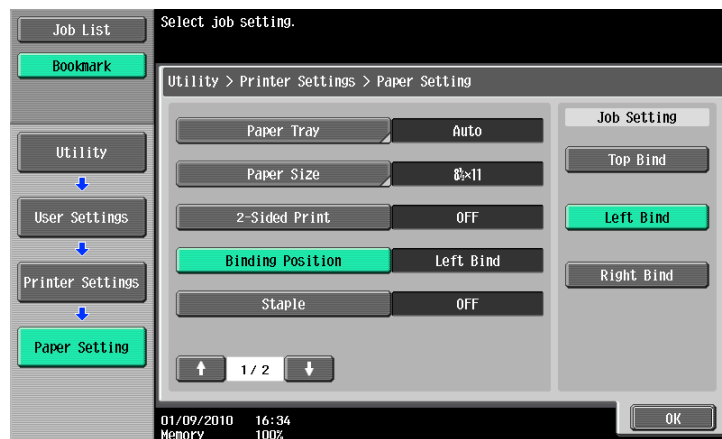 Job List
Bookmark
Utility
User Settings
Printer Settings
Paper Setting
Select job setting.
Utility > Printer Settings > Paper Setting
Paper Tray Auto
Paper Size 8½×11
2-Sided Print OFF
Binding Position Left Bind
Staple OFF
1/ 2
Job Setting
Top Bind
Left Bind
Right Bind
01/09/2010 16:34
Memory 100%
OK